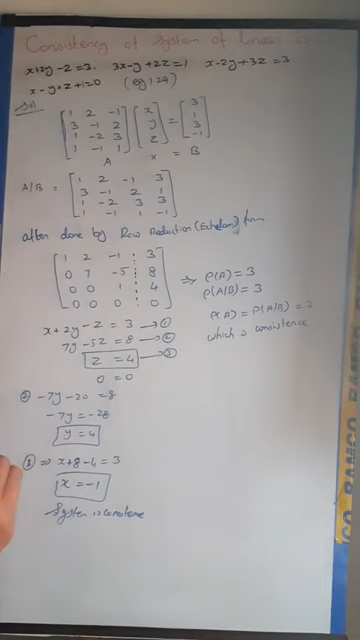 Consistency of System of Linear
x+2y-z=3, 3x-y+2z=1 x-2y+3z=3
x-y+z+1=0 (eg 1.29)
Sol
[1 2 -1; 3 -1 2; 1 -2 3; 1 -1 1] [x; y; z] = [3; 1; 3; -1]
A x = B
A/B = [1 2 -1 3; 3 -1 2 1; 1 -2 3 3; 1 -1 1 -1]
after done by Row Reduction (Echelon) form
[1 2 -1 : 3; 0 7 -5 : 8; 0 0 1 : 4; 0 0 0 : 0] ⇒ ρ(A) = 3
ρ(A|B) = 3
ρ(A) = ρ(A|B) = 3
which is consistence
x+2y-z = 3 → ①
7y-5z = 8 → ②
z = 4 → ③
0 = 0
② -7y-20 = 8
-7y = -28
y = 4
① ⇒ x+8-4 = 3
x = -1
System is consistence
RAMCO